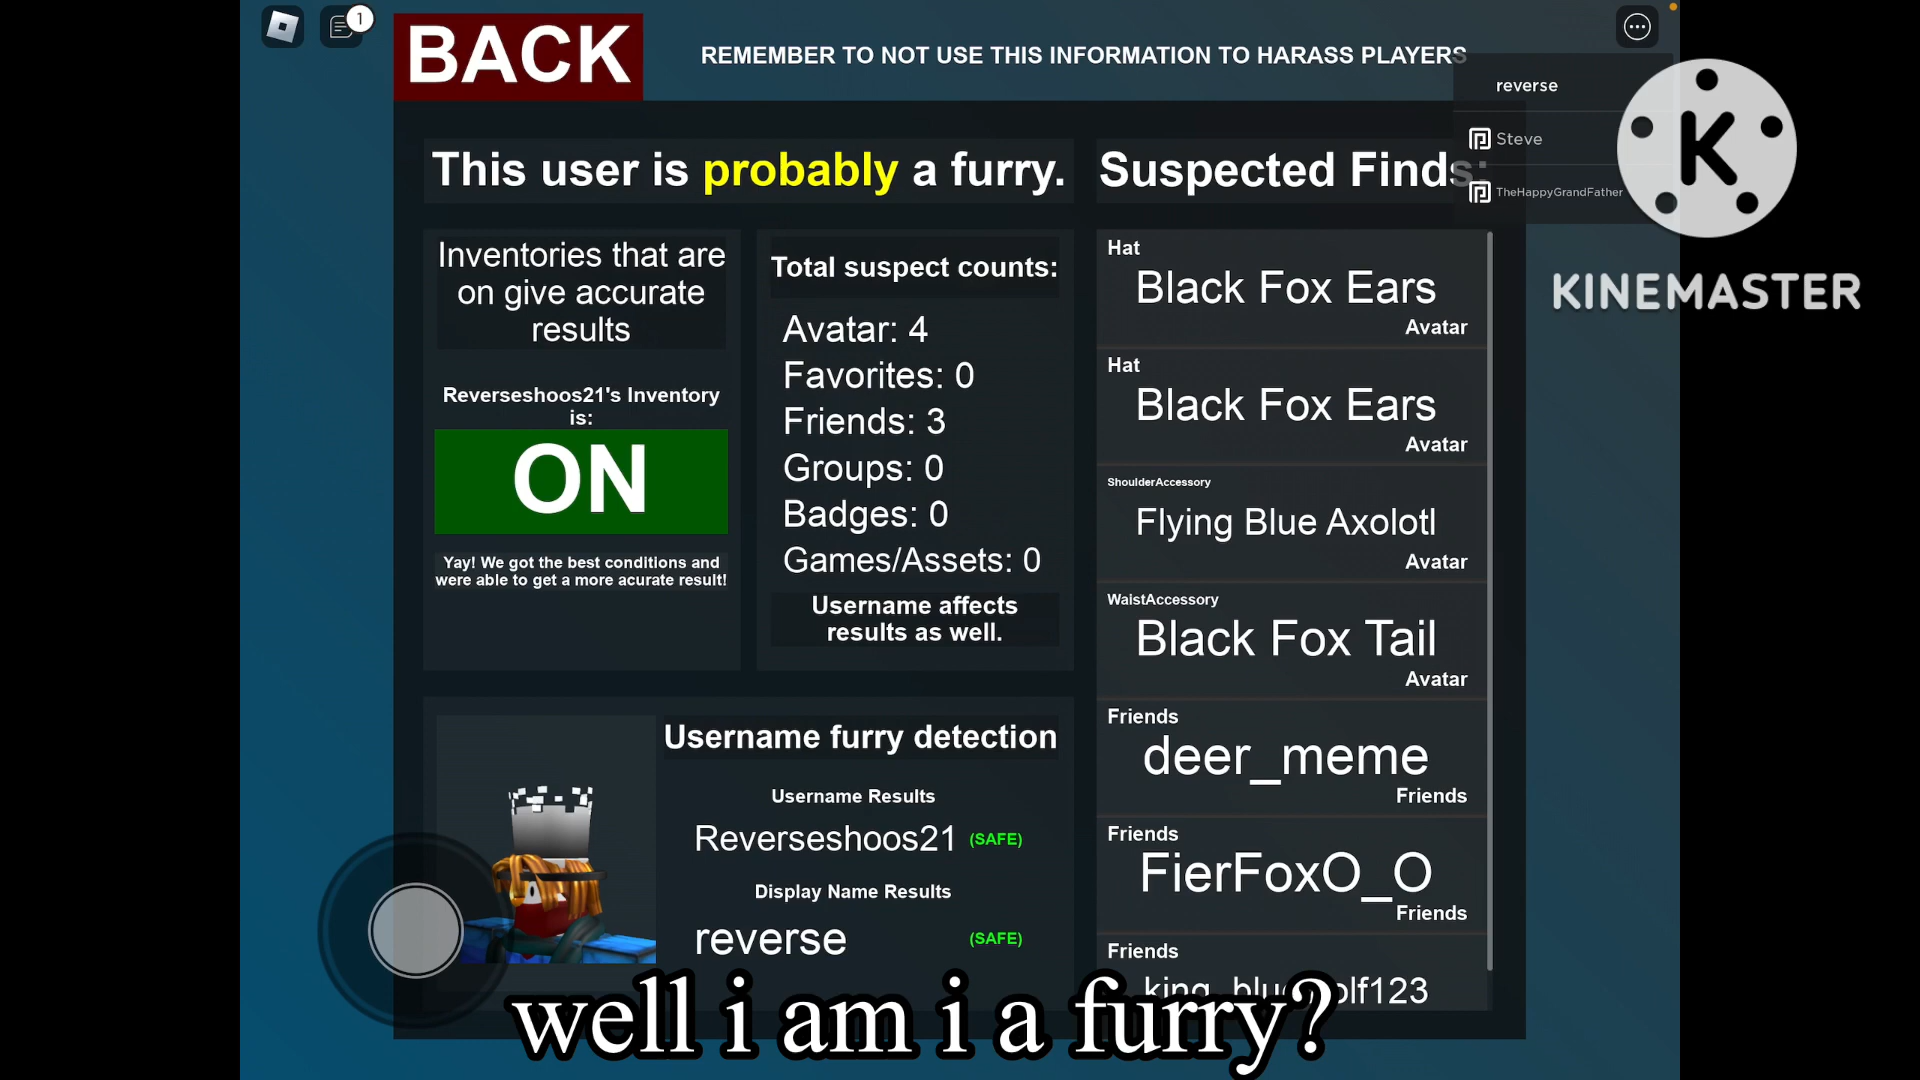 1
BACK
REMEMBER TO NOT USE THIS INFORMATION TO HARASS PLAYERS
reverse
Steve
TheHappyGrandFather
K
KINEMASTER
This user is probably a furry.
Suspected Finds:
Inventories that are
on give accurate
results
Reverseshoos21's Inventory
is:
ON
Yay! We got the best conditions and
were able to get a more acurate result!
Total suspect counts:
Avatar: 4
Favorites: 0
Friends: 3
Groups: 0
Badges: 0
Games/Assets: 0
Username affects
results as well.
Hat
Black Fox Ears
Avatar
Hat
Black Fox Ears
Avatar
ShoulderAccessory
Flying Blue Axolotl
Avatar
WaistAccessory
Black Fox Tail
Avatar
Friends
deer_meme
Friends
Friends
FierFoxO_O
Friends
Friends
Username furry detection
Username Results
Reverseshoos21 (SAFE)
Display Name Results
reverse (SAFE)
well i am i a furry?